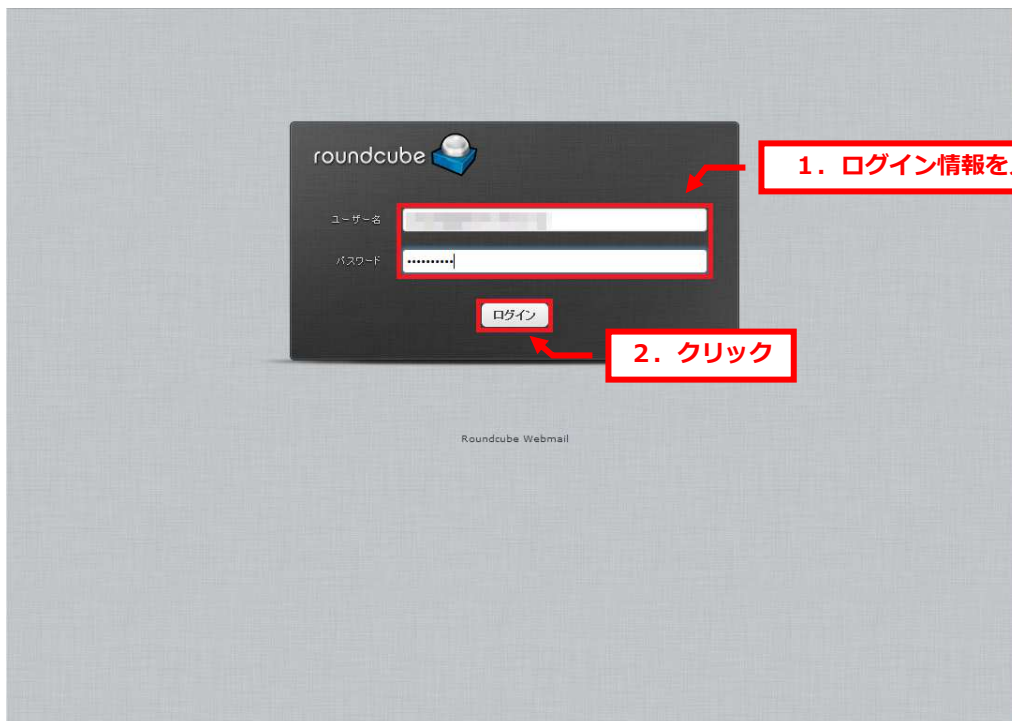 roundcube
1. ログイン情報を
ユーザー名
パスワード
••••••••••
ログイン
2. クリック
Roundcube Webmail